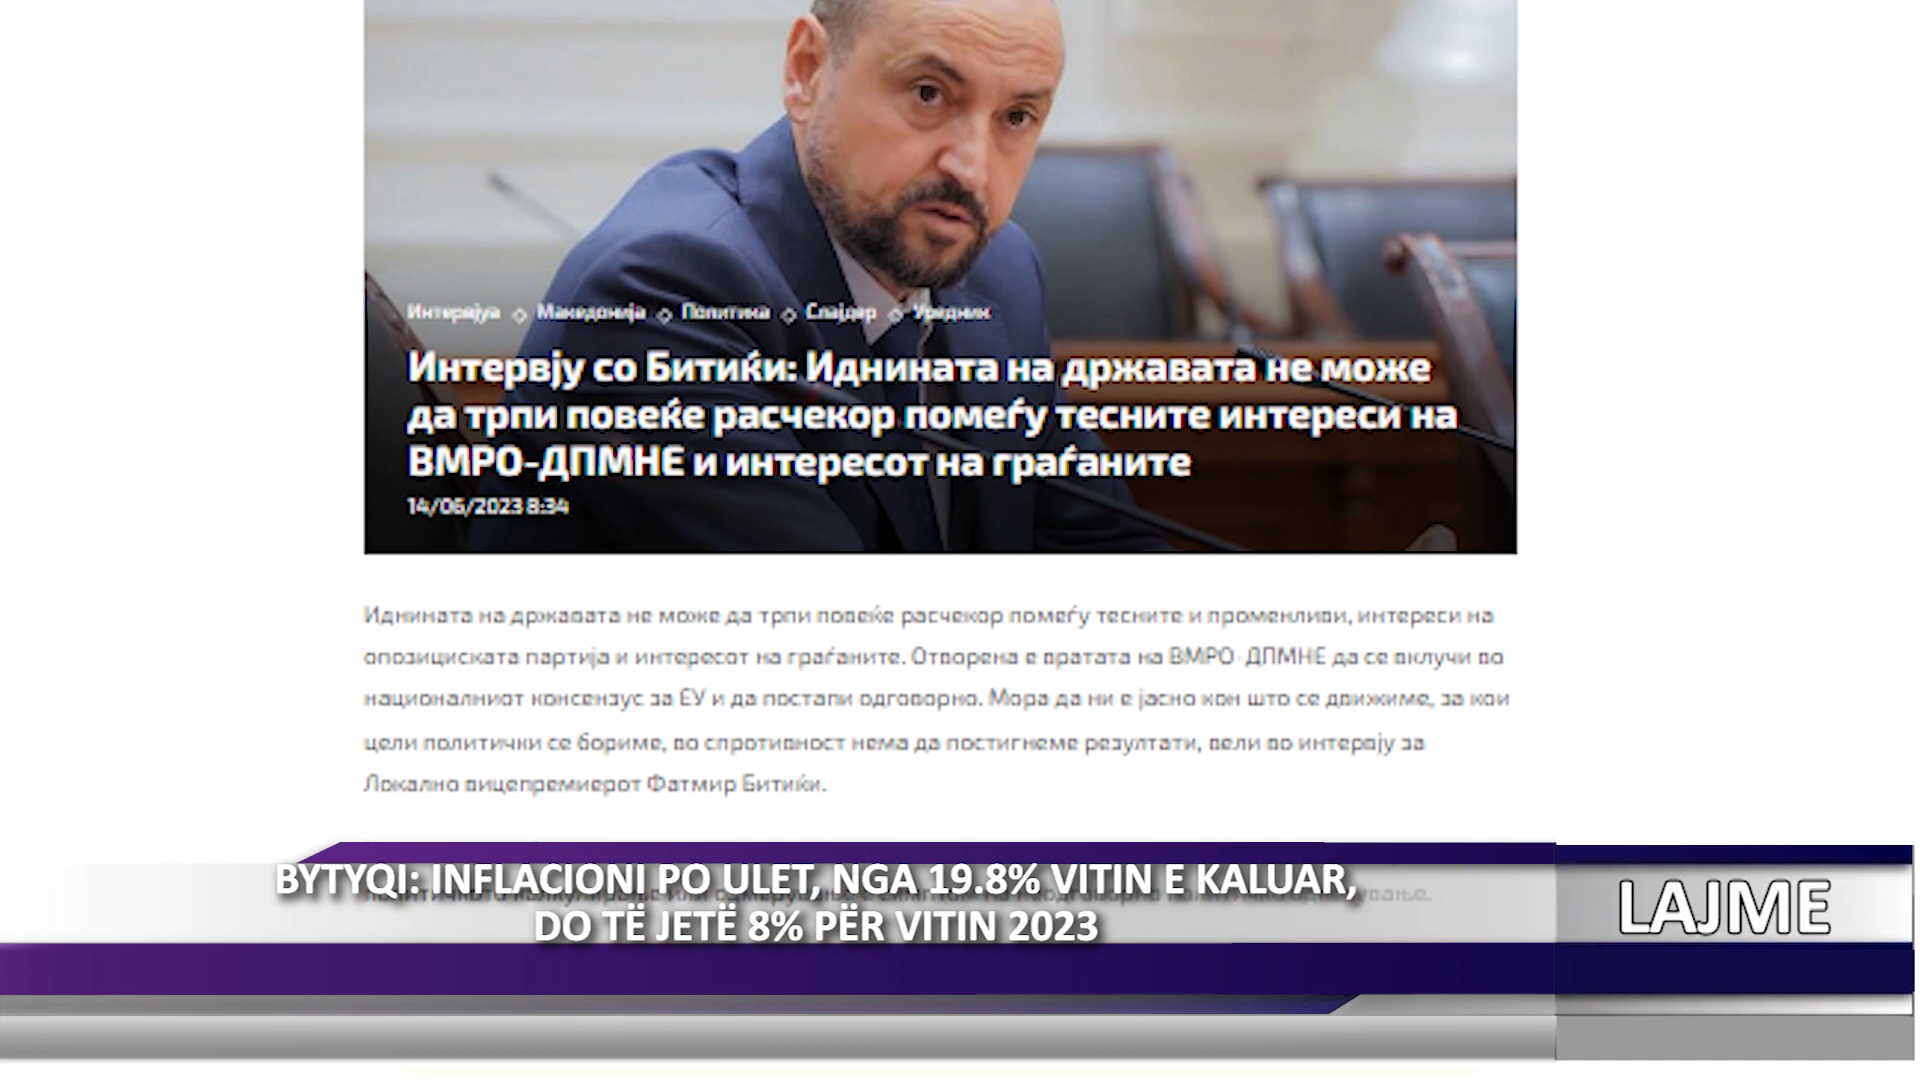 Интервјуа ◇ Македонија ◇ Политика ◇ Слајдер ◇ Уредник
Интервју со Битиќи: Иднината на државата не може
да трпи повеќе расчекор помеѓу тесните интереси на
ВМРО-ДПМНЕ и интересот на граѓаните
14/06/2023 8:34
Иднината на државата не може да трпи повеќе расчекор помеѓу тесните и променливи, интереси на
опозициската партија и интересот на граѓаните. Отворена е вратата на ВМРО-ДПМНЕ да се вклучи во
националниот консензус за ЕУ и да постапи одговорно. Мора да ни е јасно кон што се движиме, за кои
цели политички се бориме, во спротивност нема да постигнеме резултати, вели во интервју за
Локално вицепремиерот Фатмир Битиќи.
BYTYQI: INFLACIONI PO ULET, NGA 19.8% VITIN E KALUAR,
DO TË JETË 8% PËR VITIN 2023
LAJME